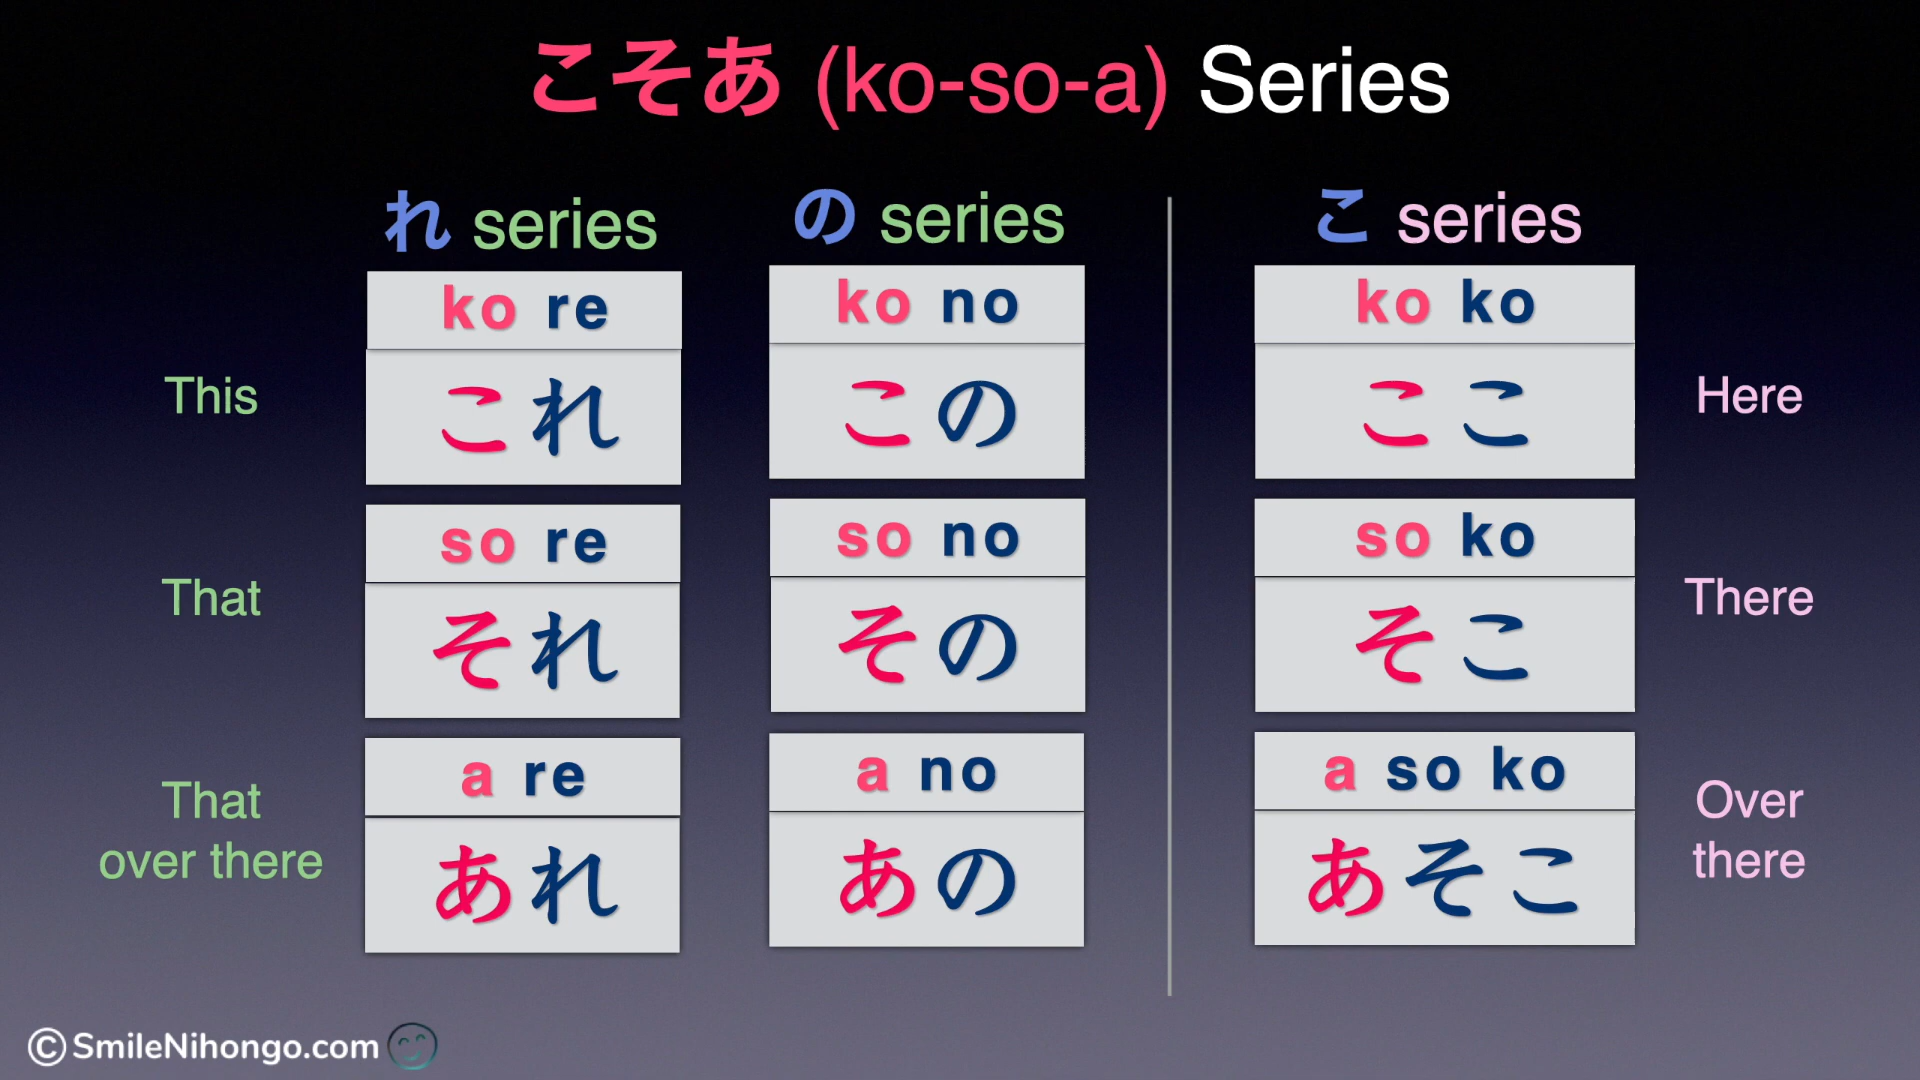 こそあ (ko-so-a) Series
れ series
の series
こ series
ko re
ko no
ko ko
This
これ
この
ここ
Here
so re
so no
so ko
That
それ
その
そこ
There
a re
a no
a so ko
That
over there
あれ
あの
あそこ
Over
there
©SmileNihongo.com